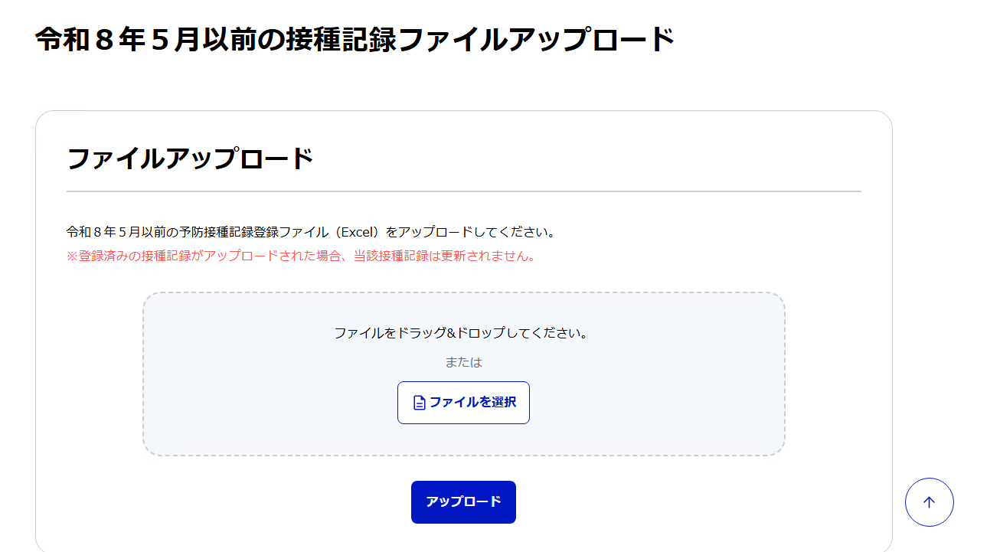 令和８年５月以前の接種記録ファイルアップロード
ファイルアップロード
令和８年５月以前の予防接種記録登録ファイル（Excel）をアップロードしてください。
※登録済みの接種記録がアップロードされた場合、当該接種記録は更新されません。
ファイルをドラッグ&ドロップしてください。
または
ファイルを選択
アップロード